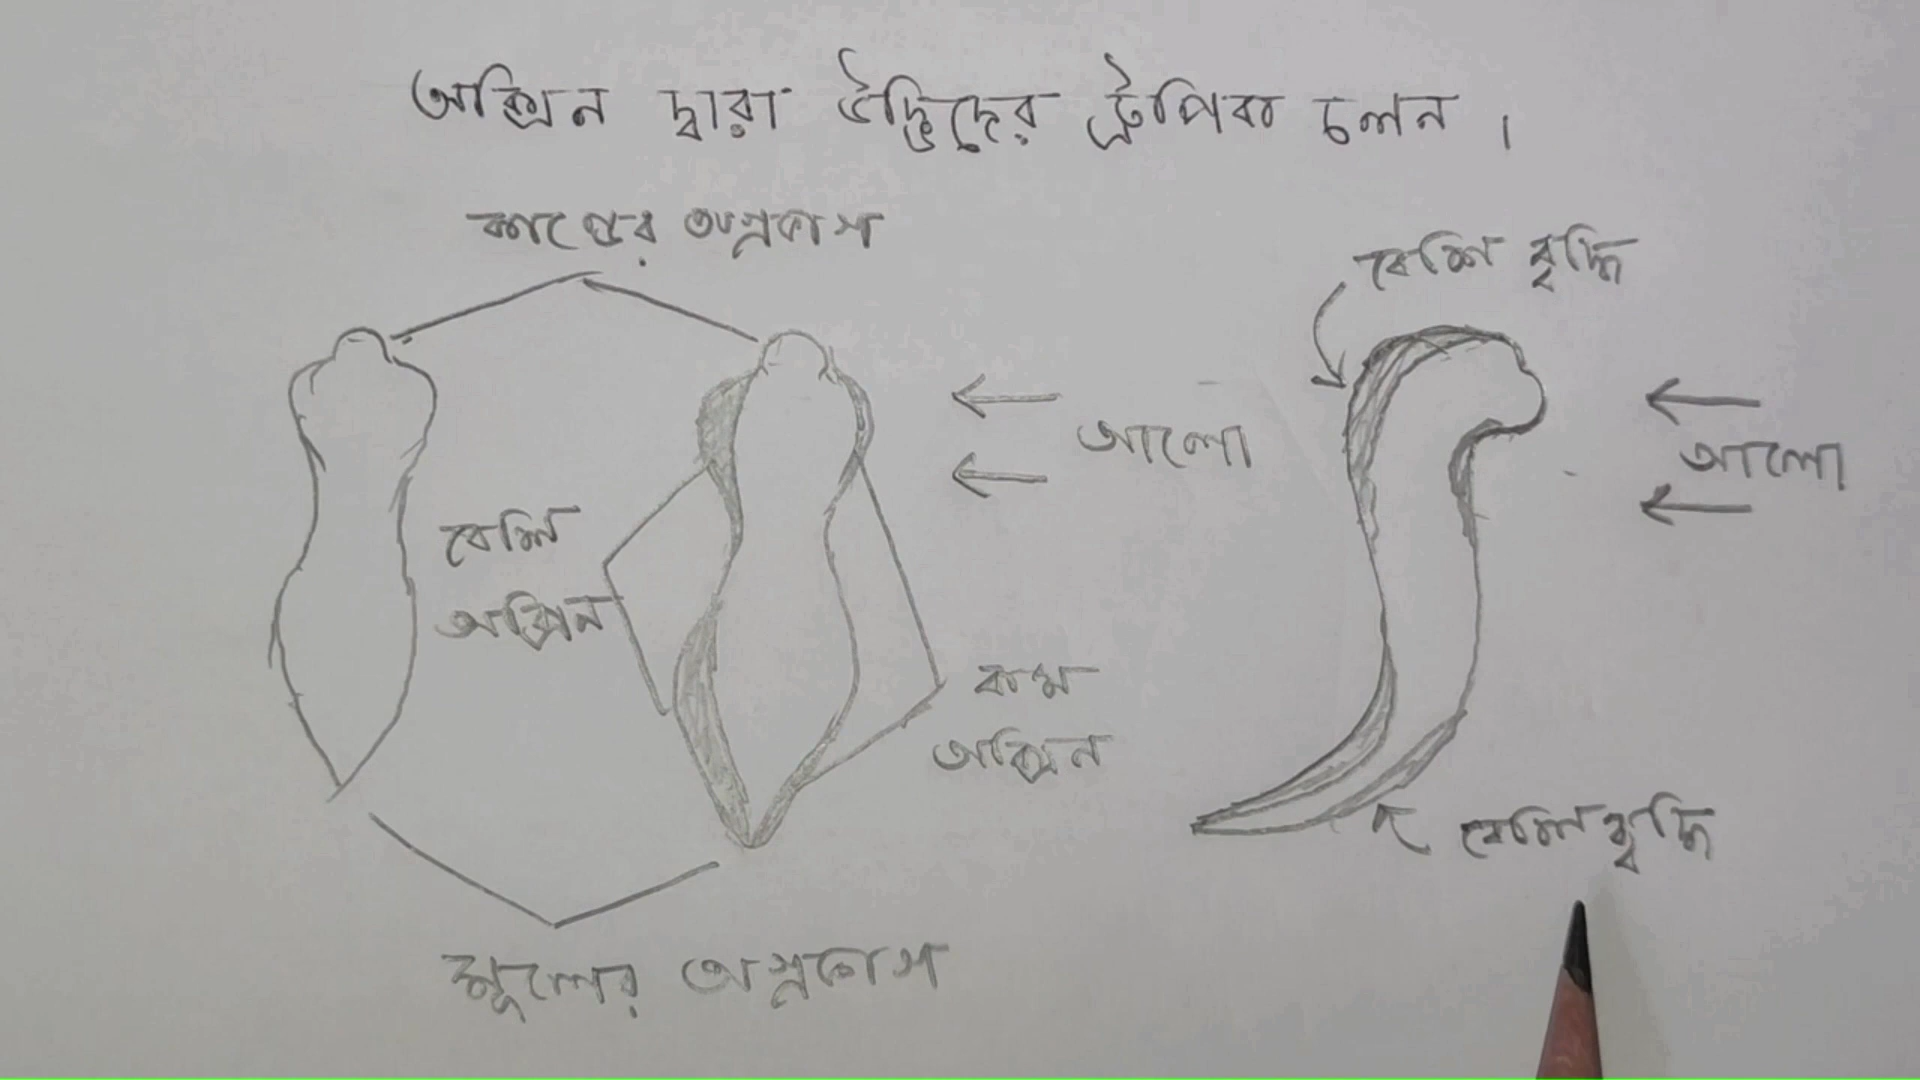 অক্সিন দ্বারা উদ্ভিদের ট্রপিক চলন ।
কাণ্ডের অগ্রভাগ
বেশি বৃদ্ধি
আলো
আলো
বেশি
অক্সিন
কম
অক্সিন
বেশি বৃদ্ধি
মূলের অগ্রভাগ